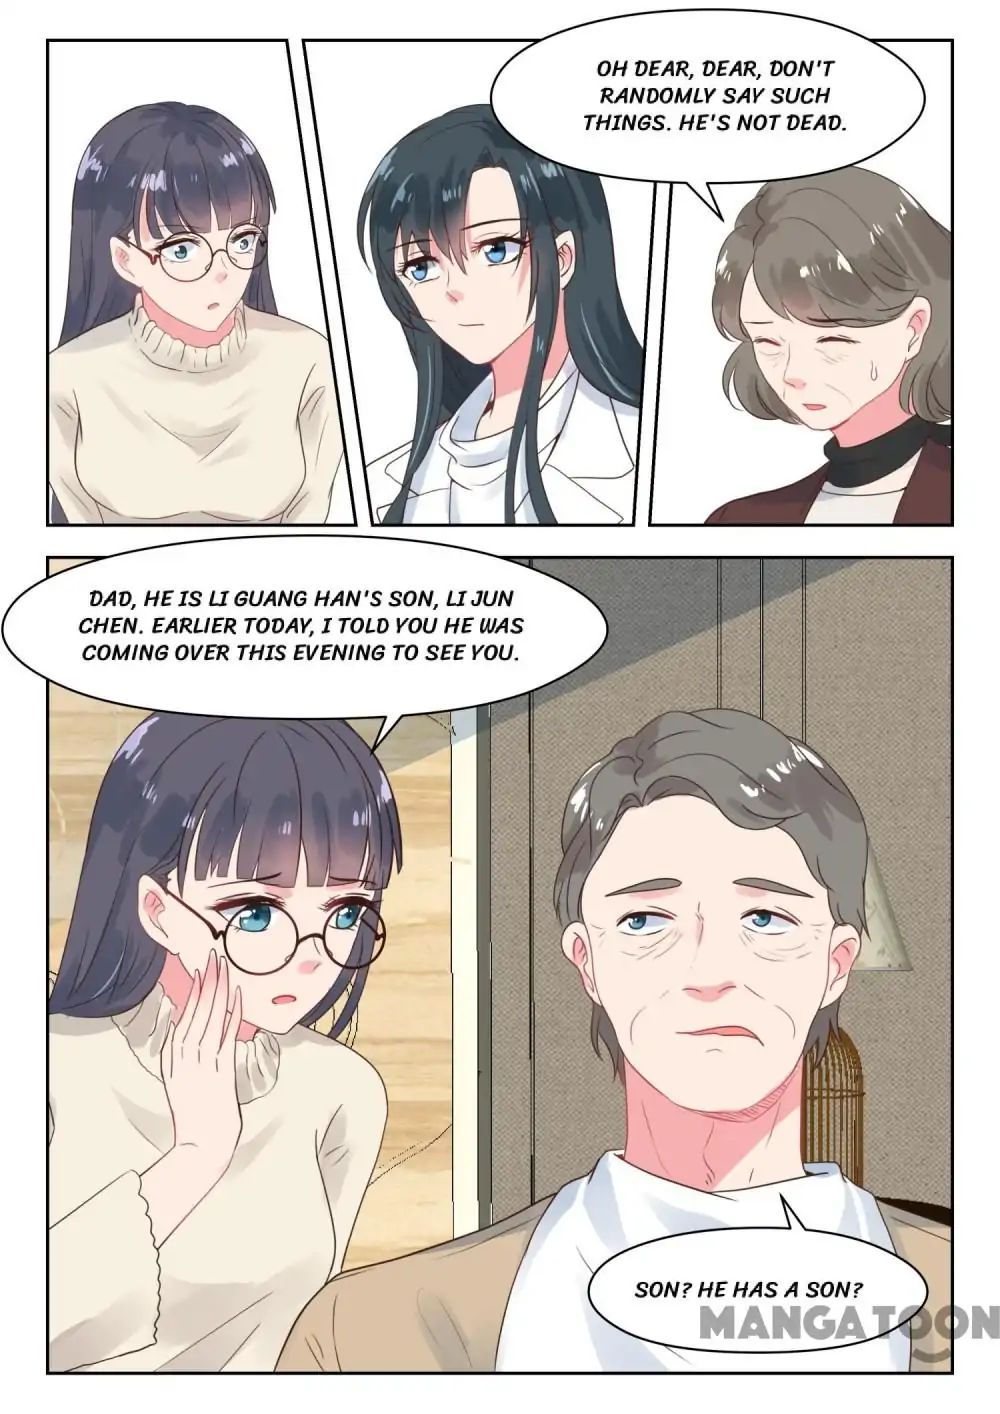 OH DEAR, DEAR, DON'T
RANDOMLY SAY SUCH
THINGS. HE'S NOT DEAD.
DAD, HE IS LI GUANG HAN'S SON, LI JUN
CHEN. EARLIER TODAY, I TOLD YOU HE WAS
COMING OVER THIS EVENING TO SEE YOU.
SON? HE HAS A SON?
MANGATOON